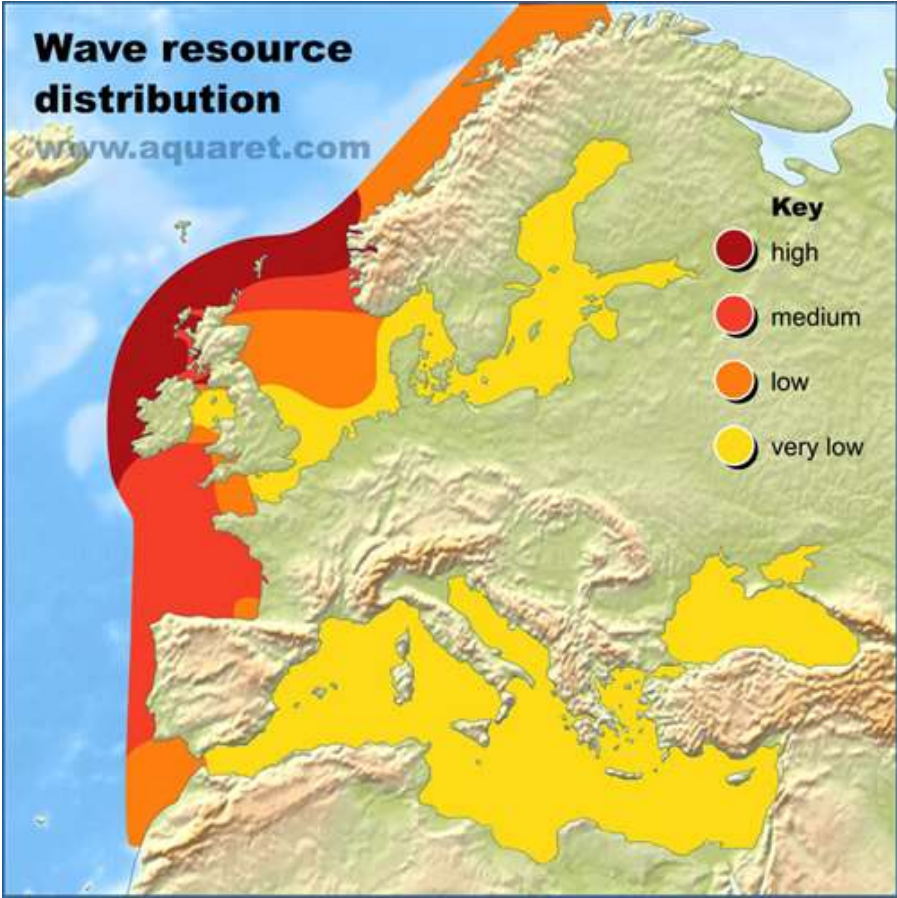 Wave resource
distribution
www.aquaret.com
Key
high
medium
low
very low